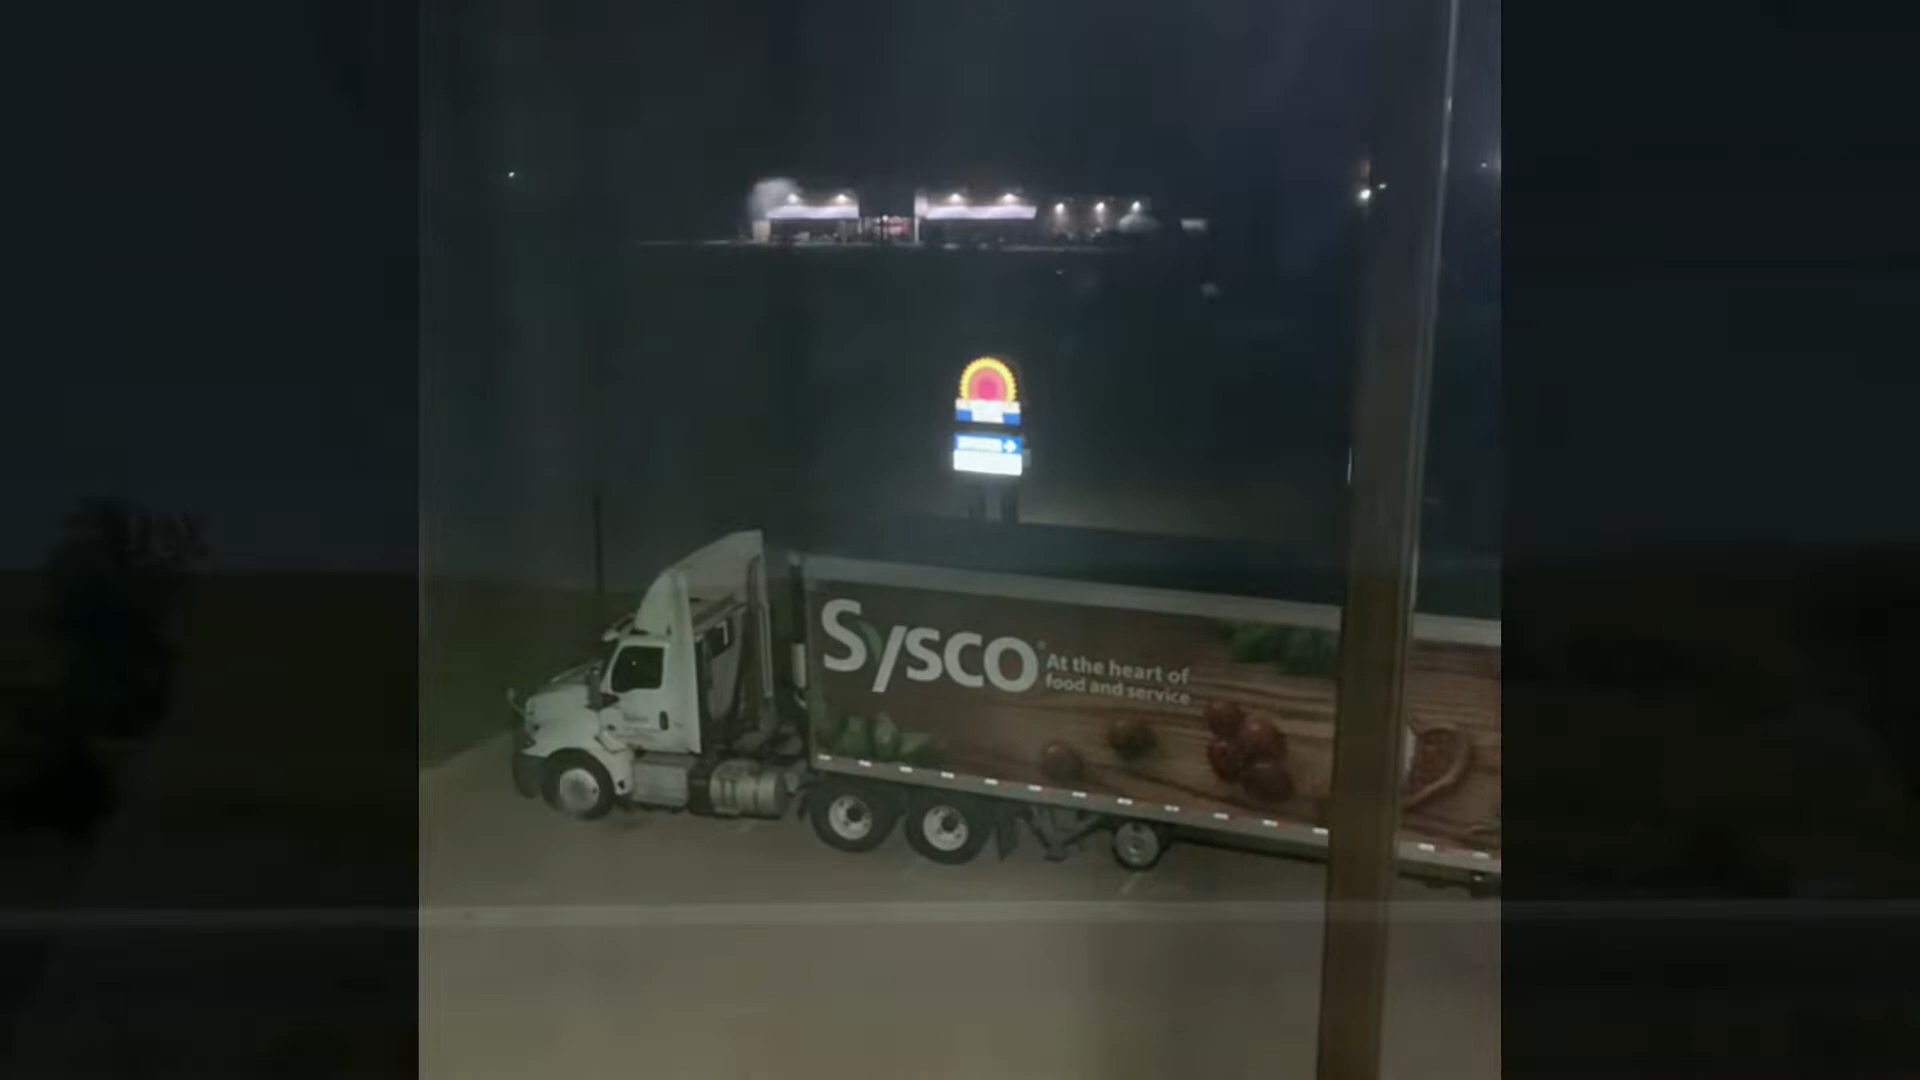 Sysco
At the heart of
food and service